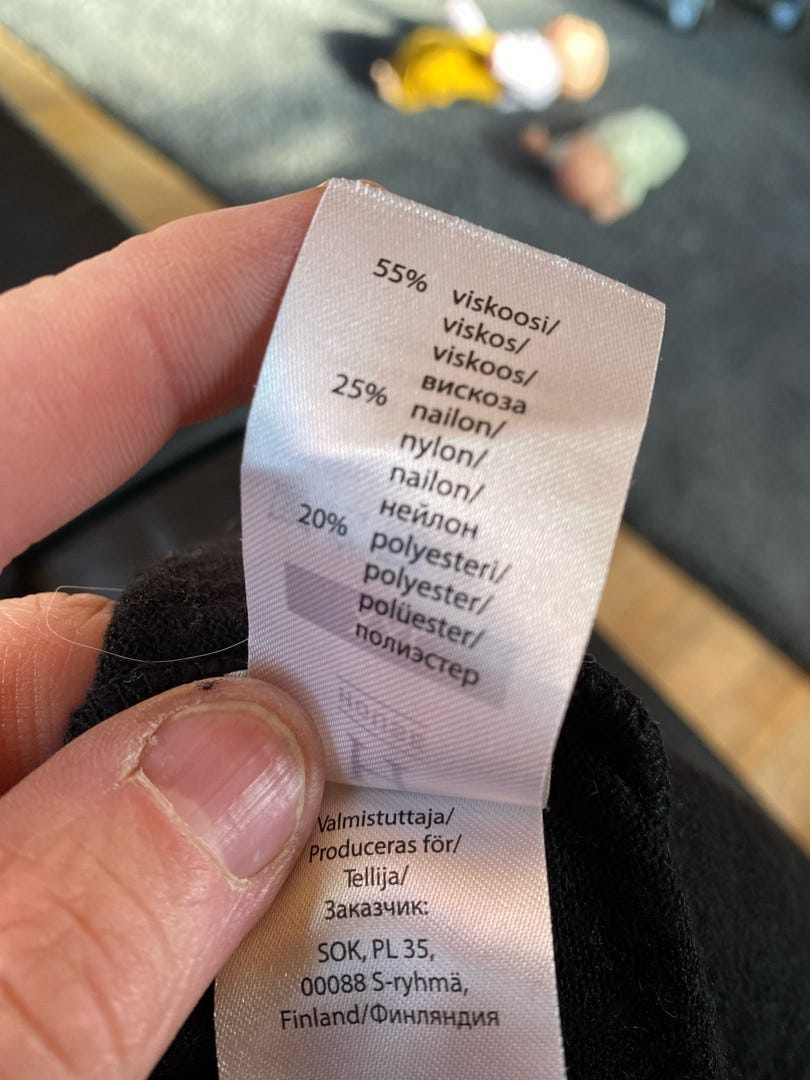 55% viskoosi/
viskos/
viskoos/
вискоза
25% nailon/
nylon/
nailon/
нейлон
20% polyesteri/
polyester/
polüester/
полиэстер
Valmistuttaja/
Produceras för/
Tellija/
Заказчик:
SOK, PL 35,
00088 S-ryhmä,
Finland/Финляндия